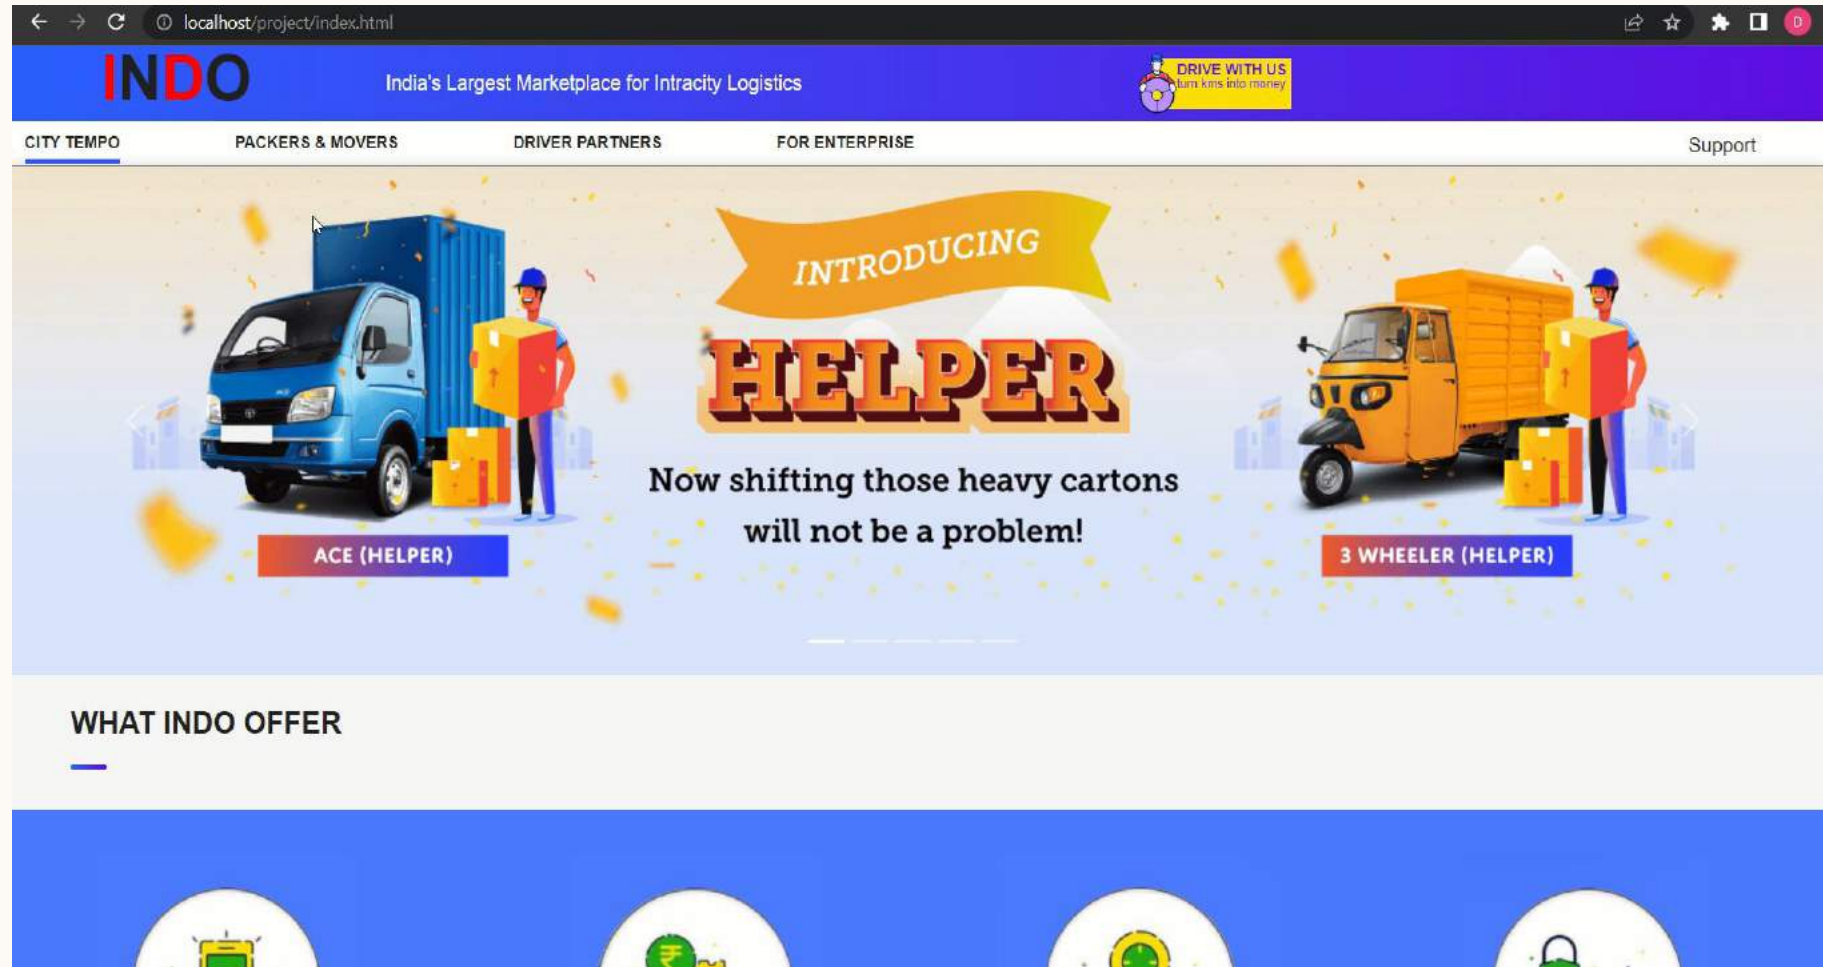 localhost/project/index.html
D
INDO
India's Largest Marketplace for Intracity Logistics
DRIVE WITH US
turn kms into money
CITY TEMPO
PACKERS & MOVERS
DRIVER PARTNERS
FOR ENTERPRISE
Support
INTRODUCING
HELPER
Now shifting those heavy cartons
will not be a problem!
ACE (HELPER)
3 WHEELER (HELPER)
WHAT INDO OFFER
₹